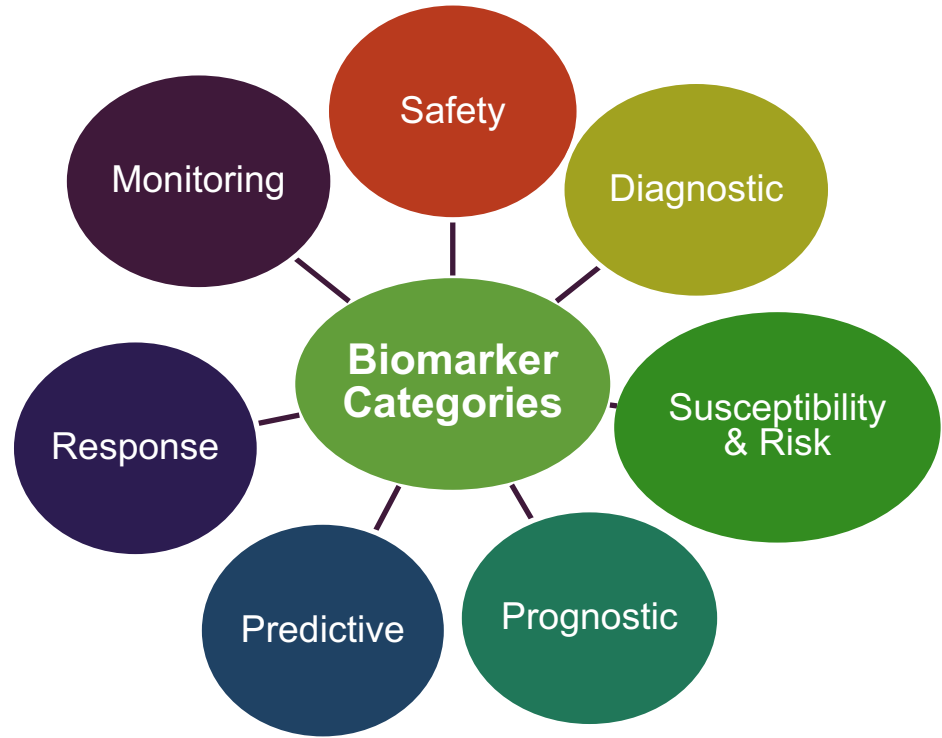 Safety
Monitoring
Diagnostic
Biomarker
Categories
Susceptibility
& Risk
Response
Prognostic
Predictive